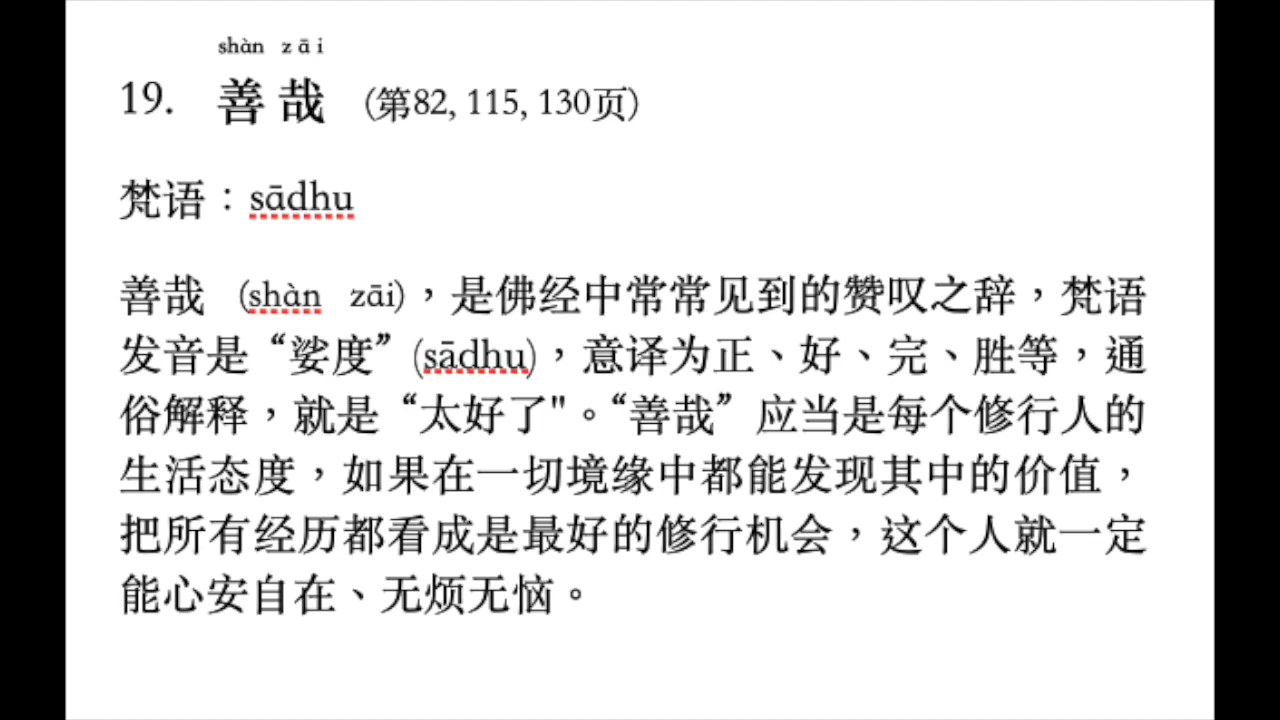 shàn zāi
19. 善哉 (第82, 115, 130页)
梵语：sādhu
善哉 (shàn zāi)，是佛经中常常见到的赞叹之辞，梵语
发音是“娑度”(sādhu)，意译为正、好、完、胜等，通
俗解释，就是“太好了"。“善哉”应当是每个修行人的
生活态度，如果在一切境缘中都能发现其中的价值，
把所有经历都看成是最好的修行机会，这个人就一定
能心安自在、无烦无恼。